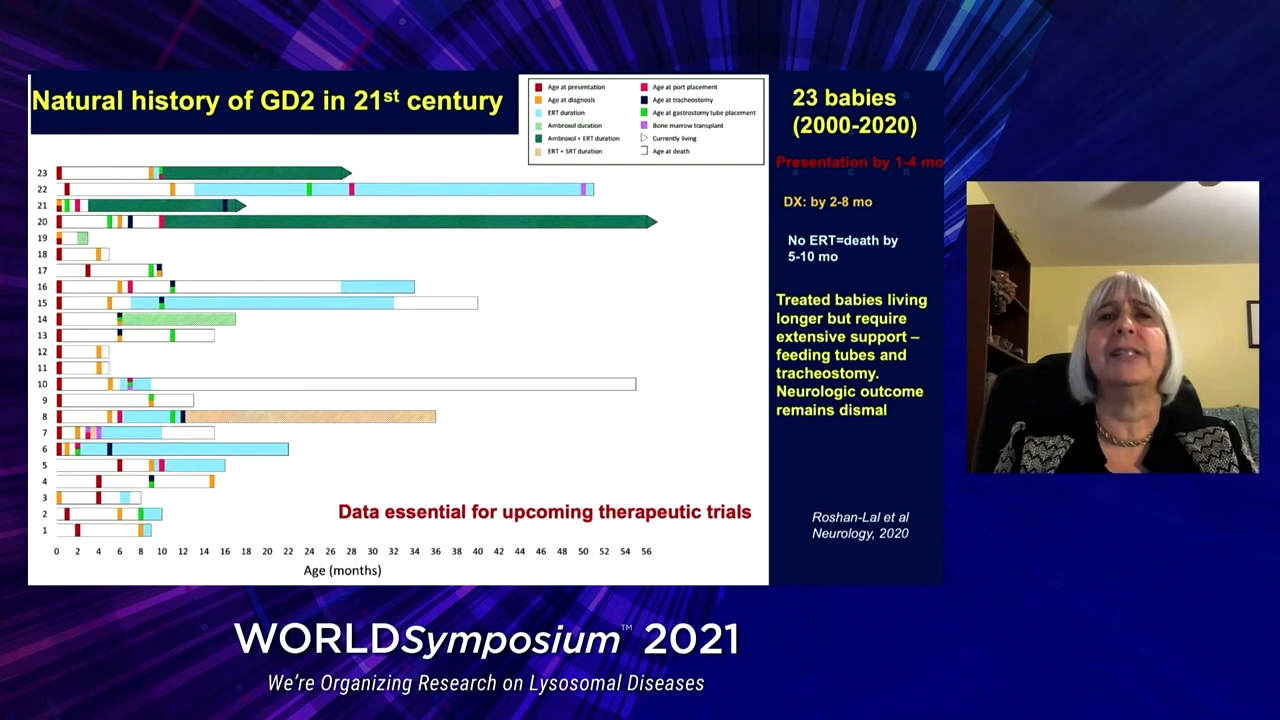 Natural history of GD2 in 21st century
Age at presentation
Age at diagnosis
ERT duration
Ambroxol duration
Ambroxol + ERT duration
ERT + SRT duration
Age at port placement
Age at tracheostomy
Age at gastrostomy tube placement
Bone marrow transplant
Currently living
Age at death
23 babies
(2000-2020)
Presentation by 1-4 mo
DX: by 2-8 mo
No ERT=death by
5-10 mo
Treated babies living
longer but require
extensive support –
feeding tubes and
tracheostomy.
Neurologic outcome
remains dismal
Roshan-Lal et al
Neurology, 2020
23
22
21
20
19
18
17
16
15
14
13
12
11
10
9
8
7
6
5
4
3
2
1
Data essential for upcoming therapeutic trials
0 2 4 6 8 10 12 14 16 18 20 22 24 26 28 30 32 34 36 38 40 42 44 46 48 50 52 54 56
Age (months)
WORLDSymposium™ 2021
We're Organizing Research on Lysosomal Diseases